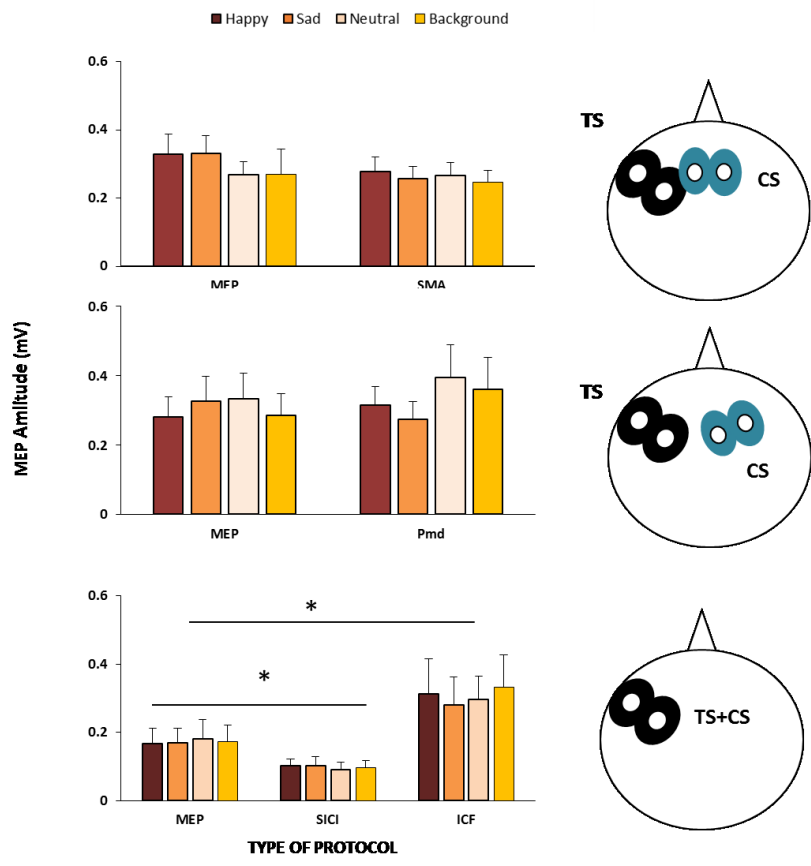 Happy Sad Neutral Background
0.6
0.4
0.2
0
MEP SMA
TS
CS
0.6
0.4
0.2
0
MEP Pmd
TS
CS
MEP Amlitude (mV)
0.6
0.4
0.2
0
*
*
MEP SICI ICF
TS+CS
TYPE OF PROTOCOL